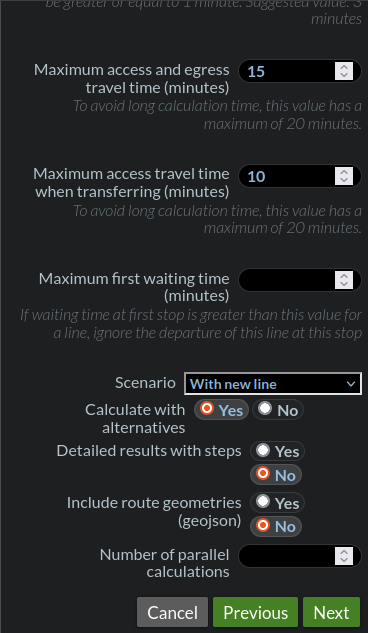 be greater or equal to 1 minute. Suggested value: 3
minutes
Maximum access and egress
travel time (minutes)
15
To avoid long calculation time, this value has a
maximum of 20 minutes.
Maximum access travel time
when transferring (minutes)
10
To avoid long calculation time, this value has a
maximum of 20 minutes.
Maximum first waiting time
(minutes)
If waiting time at first stop is greater than this value for
a line, ignore the departure of this line at this stop
Scenario With new line
Calculate with
alternatives
Yes No
Detailed results with steps Yes
No
Include route geometries
(geojson)
Yes
No
Number of parallel
calculations
Cancel Previous Next